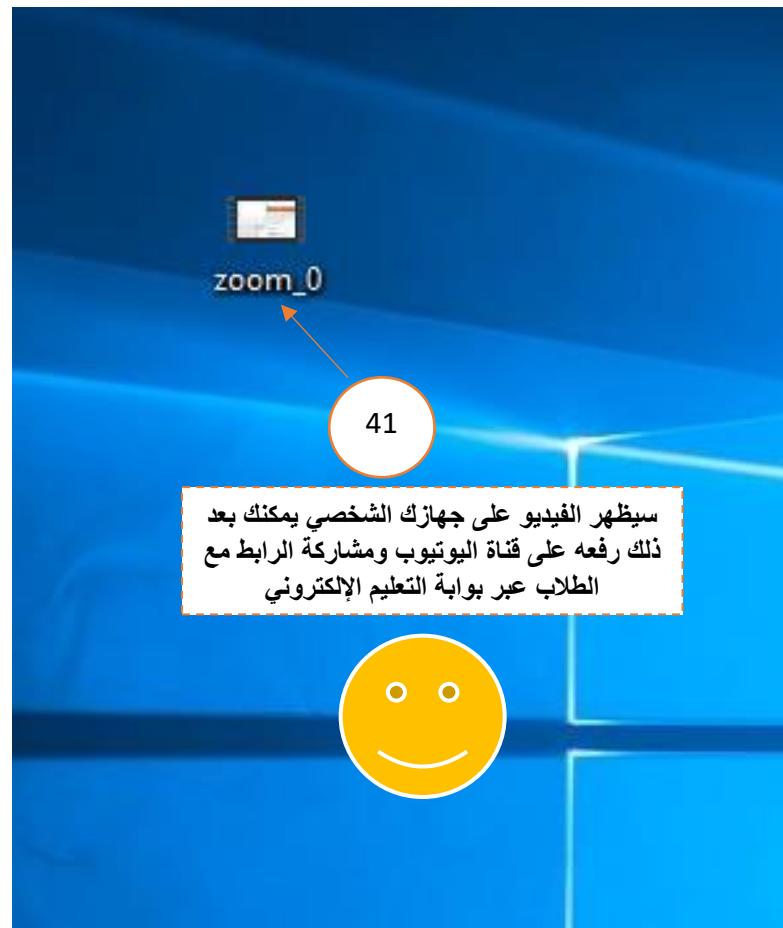 zoom_0
41
سيظهر الفيديو على جهازك الشخصي يمكنك بعد
ذلك رفعه على قناة اليوتيوب ومشاركة الرابط مع
الطلاب عبر بوابة التعليم الإلكتروني